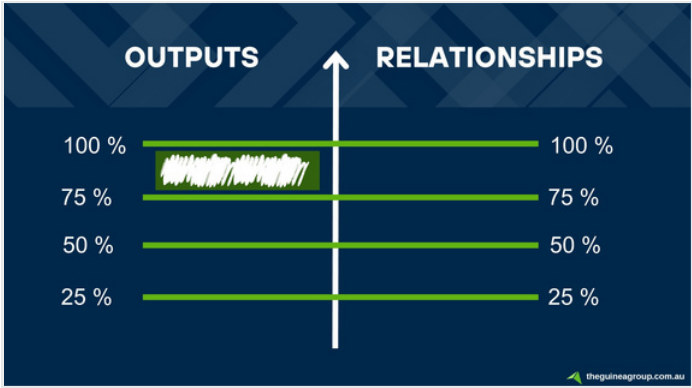 OUTPUTS RELATIONSHIPS
100 % 100 %
75 % 75 %
50 % 50 %
25 % 25 %
theguineagroup.com.au